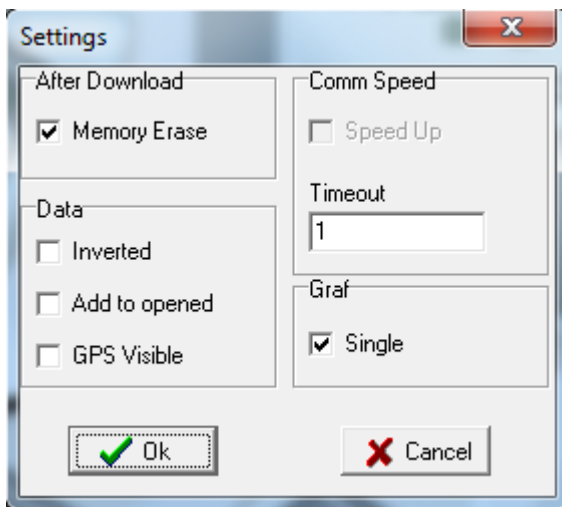 Settings
After Download
Memory Erase
Data
Inverted
Add to opened
GPS Visible
Comm Speed
Speed Up
Timeout
1
Graf
Single
Ok
Cancel